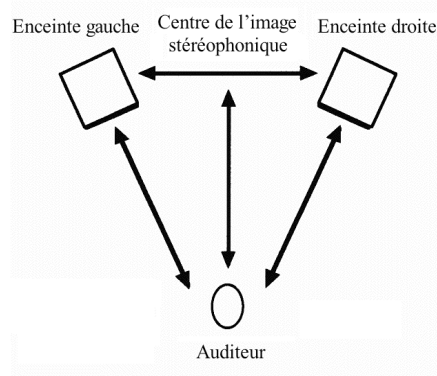 Enceinte gauche
Centre de l'image
stéréophonique
Enceinte droite
Auditeur